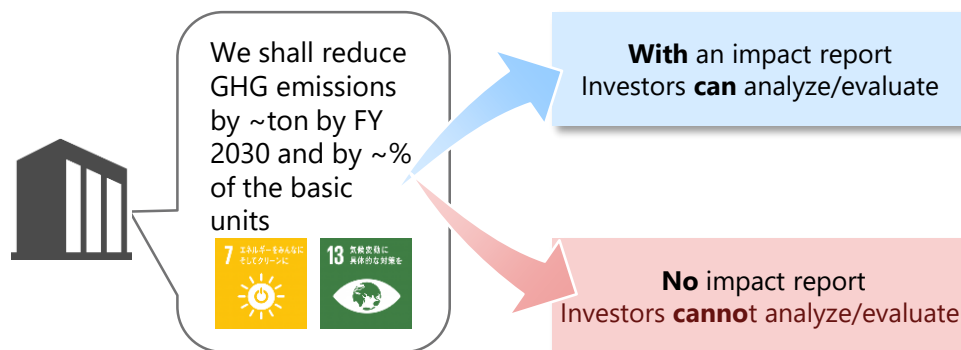 We shall reduce
GHG emissions
by ~ton by FY
2030 and by ~%
of the basic
units
7 エネルギーをみんなに
そしてクリーンに
13 気候変動に
具体的な対策を
With an impact report
Investors can analyze/evaluate
No impact report
Investors cannot analyze/evaluate